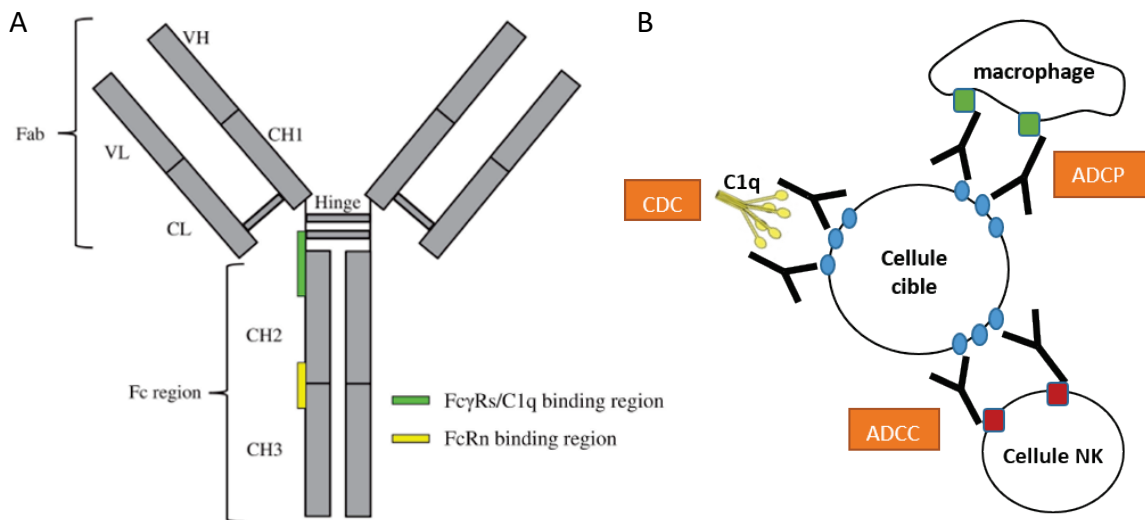 A
VH
Fab
CH1
VL
Hinge
CL
CH2
Fc region
FcγRs/C1q binding region
FcRn binding region
CH3
B
macrophage
ADCP
C1q
CDC
Cellule
cible
ADCC
Cellule NK